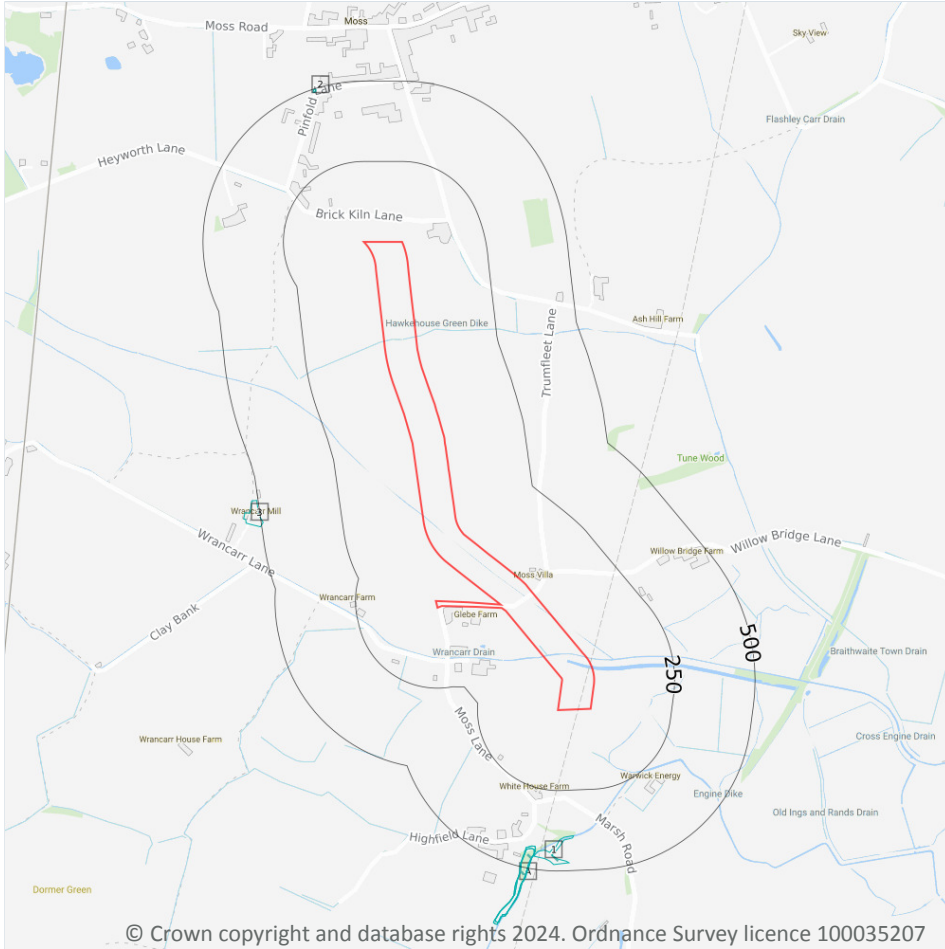 Moss Road
Moss
Sky View
2
Pinfold Lane
Flashley Carr Drain
Heyworth Lane
Brick Kiln Lane
Hawkehouse Green Dike
Ash Hill Farm
Trumfleet Lane
Tune Wood
Wrancarr Mill
3
Wrancarr Lane
Willow Bridge Lane
Willow Bridge Farm
Moss Villa
Wrancarr Farm
Glebe Farm
Clay Bank
500
Wrancarr Drain
Braithwaite Town Drain
250
Moss Lane
Cross Engine Drain
Wrancarr House Farm
Warwick Energy
White House Farm
Engine Dike
Old Ings and Rands Drain
Marsh Road
Highfield Lane
1
Dormer Green
© Crown copyright and database rights 2024. Ordnance Survey licence 100035207